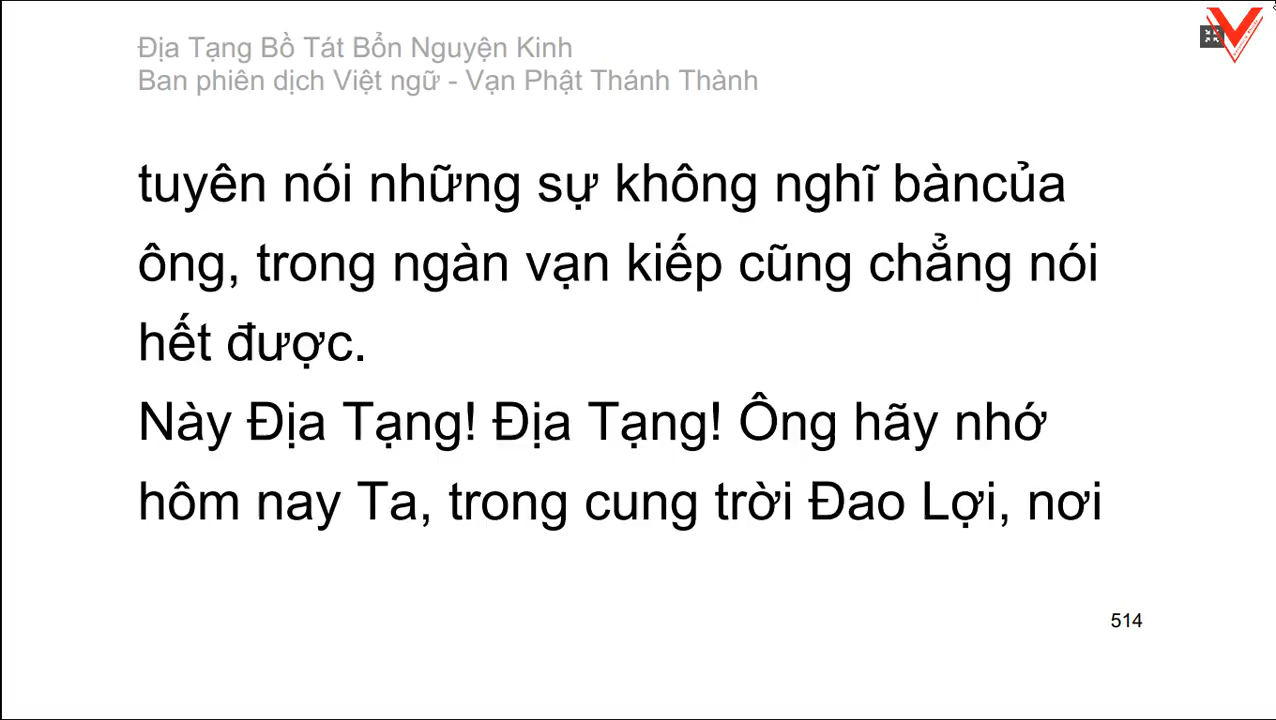 Địa Tạng Bồ Tát Bổn Nguyện Kinh
Ban phiên dịch Việt ngữ - Vạn Phật Thánh Thành
tuyên nói những sự không nghĩ bàncủa
ông, trong ngàn vạn kiếp cũng chẳng nói
hết được.
Này Địa Tạng! Địa Tạng! Ông hãy nhớ
hôm nay Ta, trong cung trời Đao Lợi, nơi
514